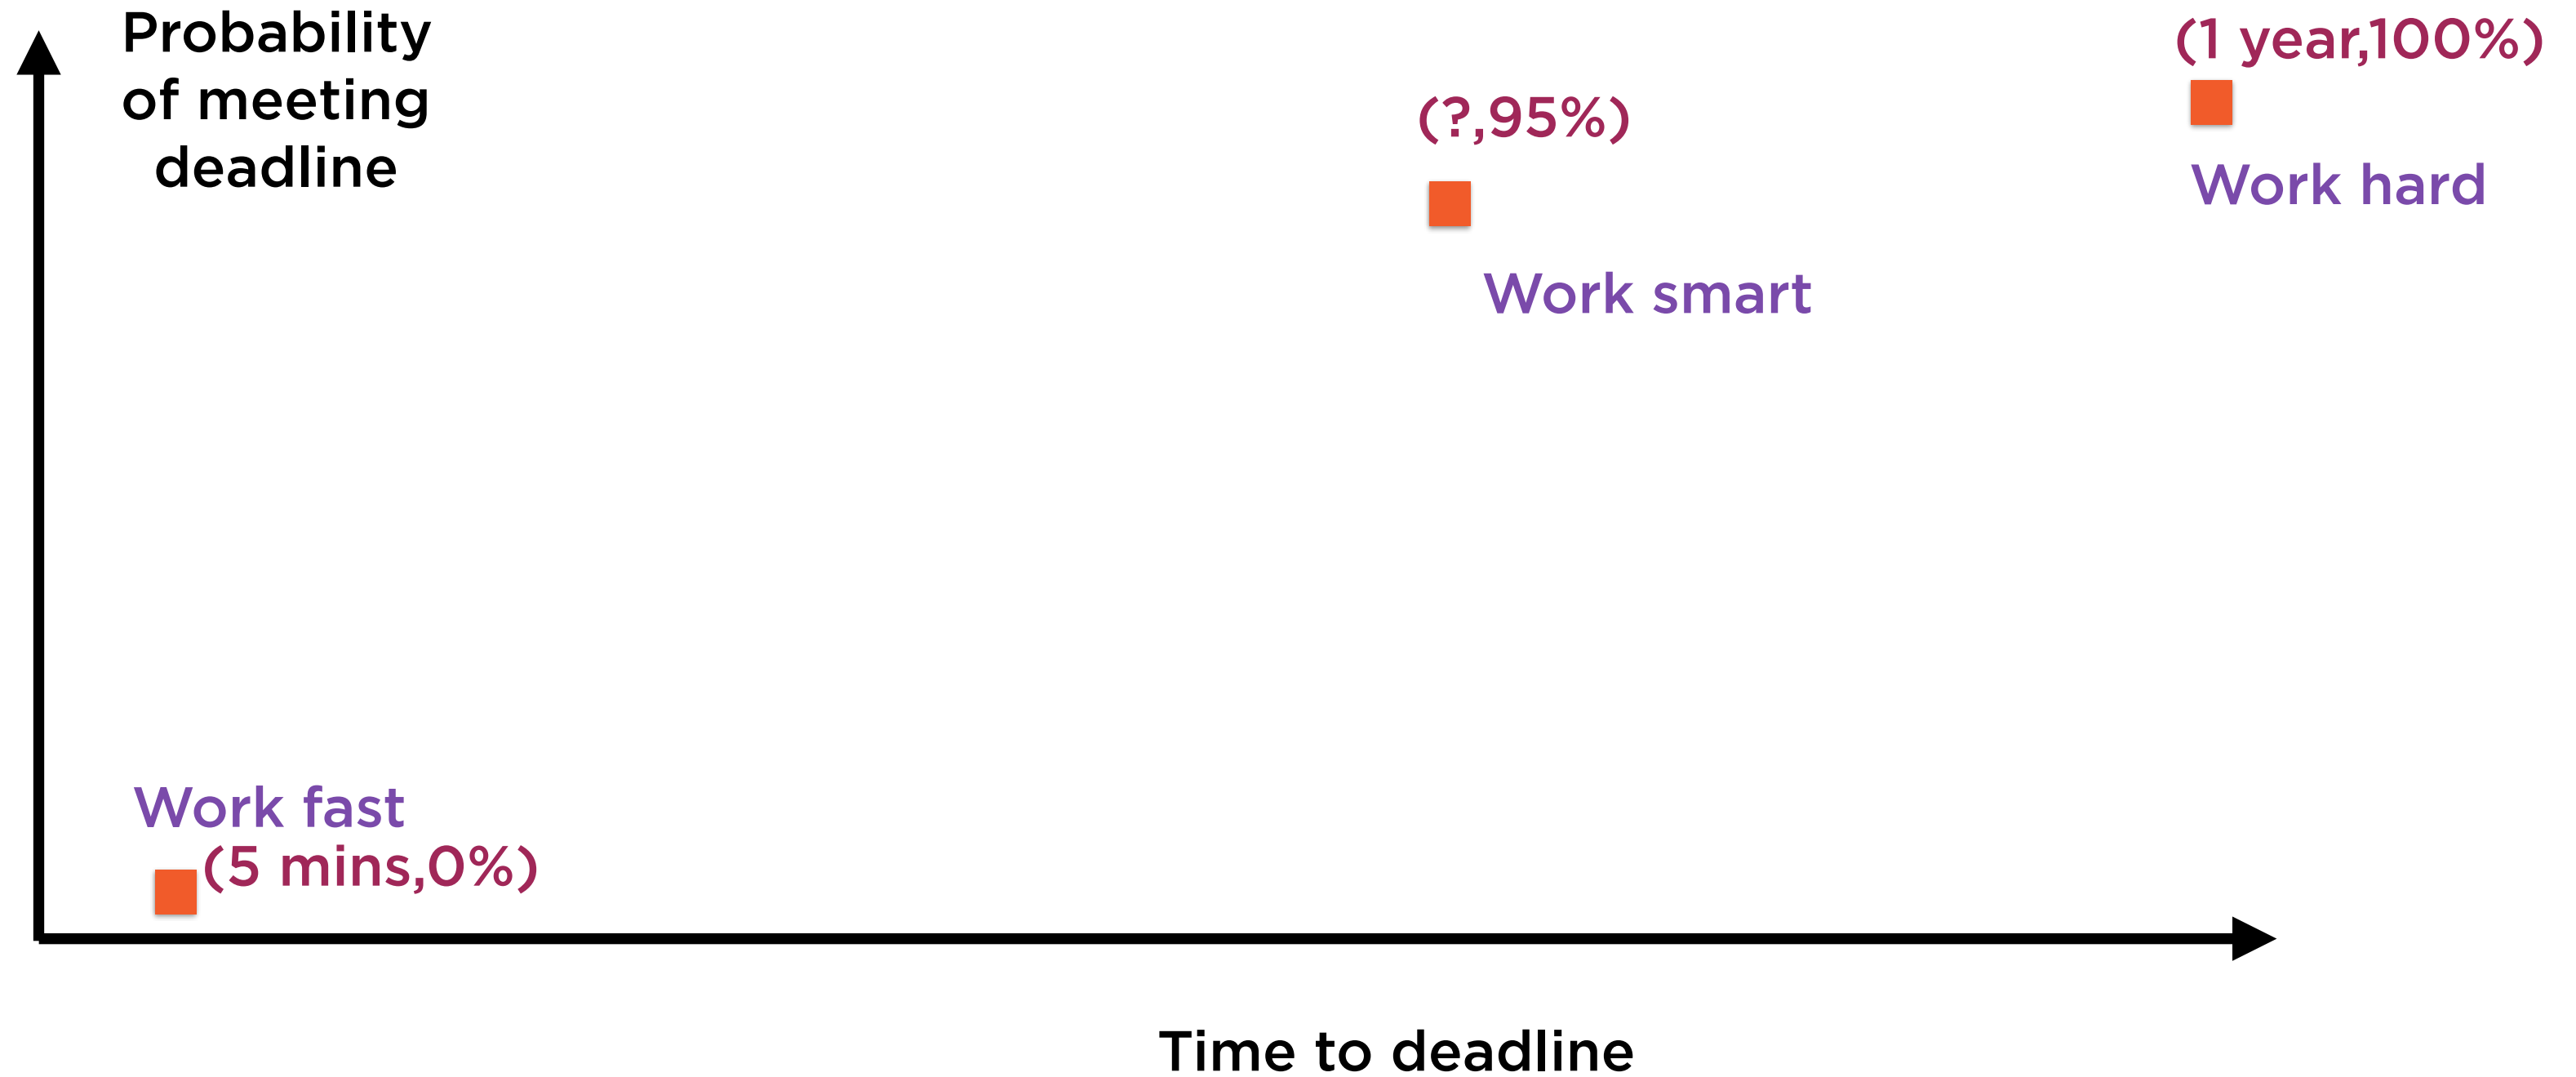 Probability
of meeting
deadline
(1 year,100%)
Work hard
(?,95%)
Work smart
Work fast
(5 mins,0%)
Time to deadline